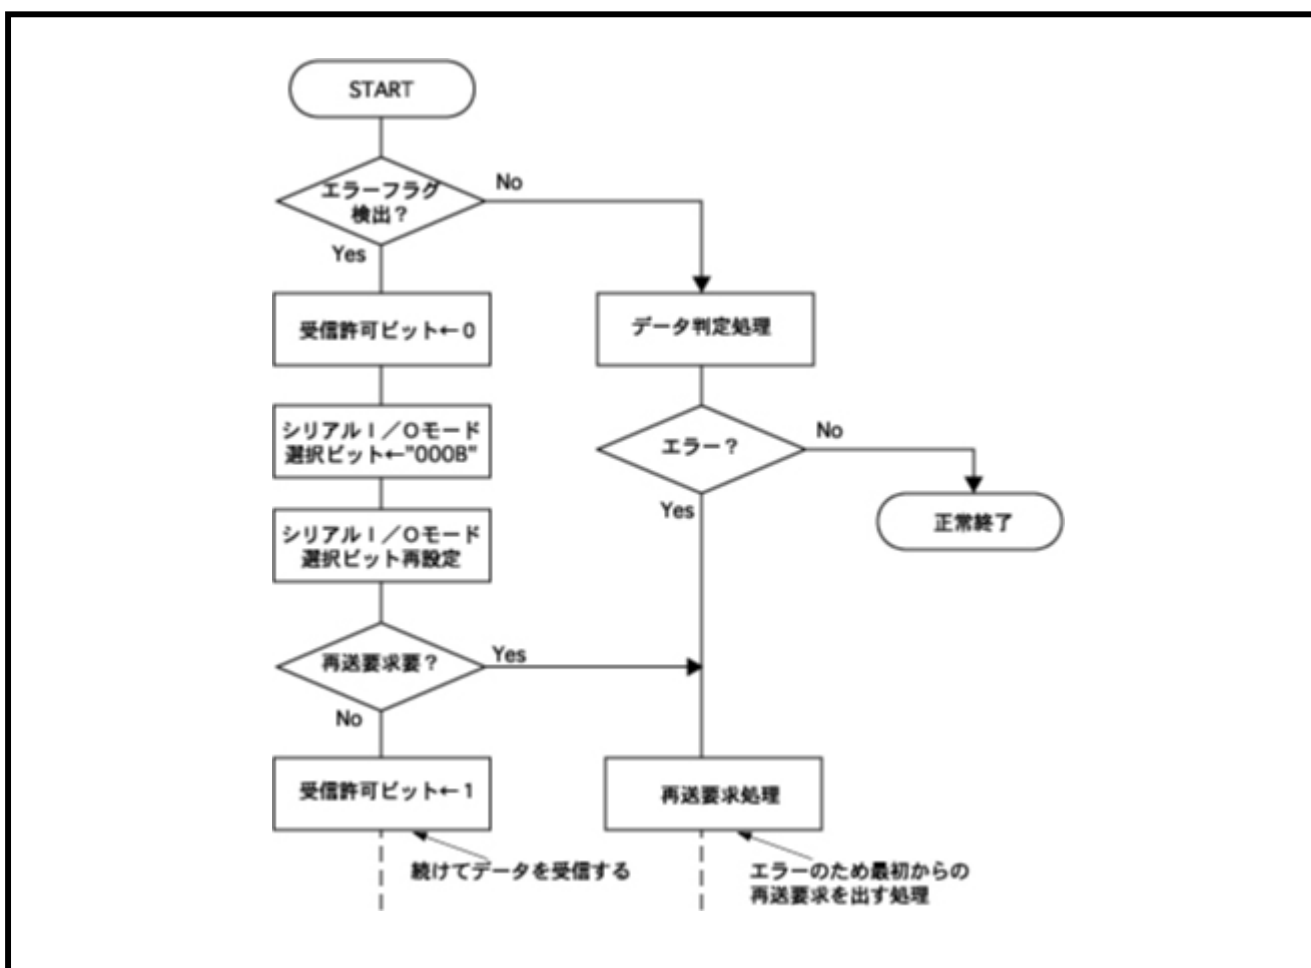 START
エラーフラグ
検出？
No
Yes
受信許可ビット←0
データ判定処理
シリアルＩ／Ｏモード
選択ビット←"000B"
エラー？
No
Yes
正常終了
シリアルＩ／Ｏモード
選択ビット再設定
再送要求要？
Yes
No
受信許可ビット←1
再送要求処理
続けてデータを受信する
エラーのため最初からの
再送要求を出す処理